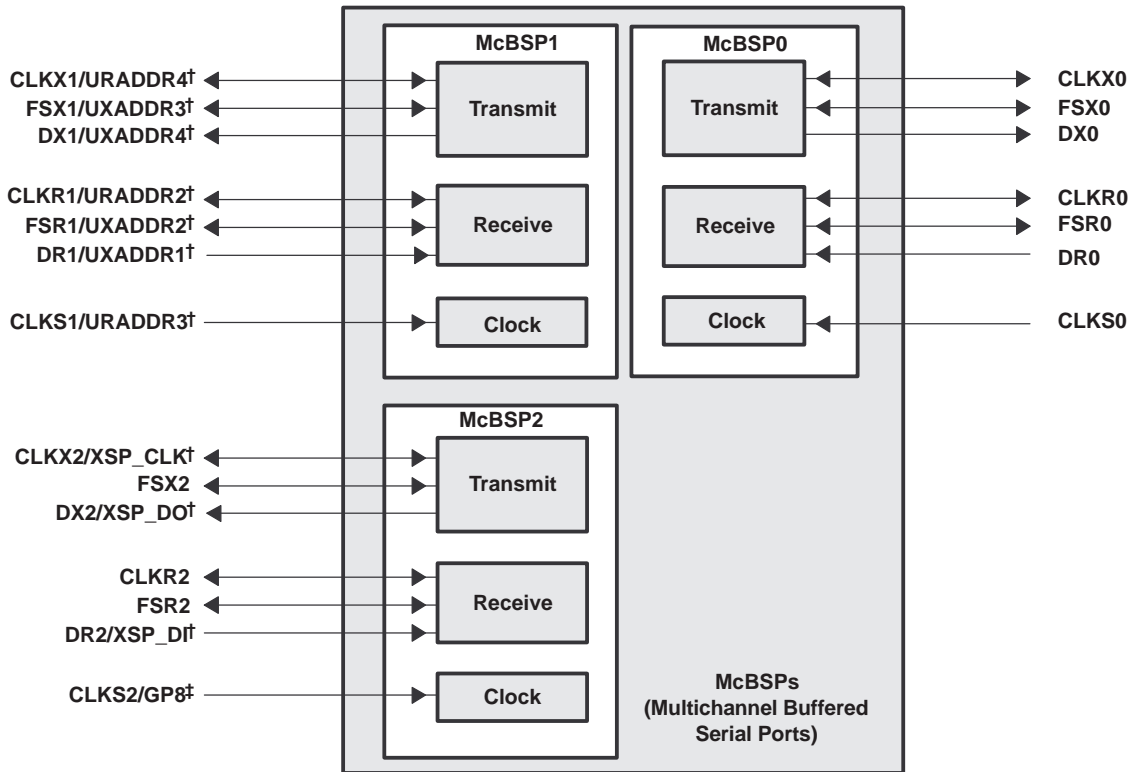 McBSP1
CLKX1/URADDR4†
FSX1/UXADDR3†
DX1/UXADDR4†
Transmit
CLKR1/URADDR2†
FSR1/UXADDR2†
DR1/UXADDR1†
Receive
CLKS1/URADDR3†
Clock
McBSP0
Transmit
CLKX0
FSX0
DX0
Receive
CLKR0
FSR0
DR0
Clock
CLKS0
McBSP2
CLKX2/XSP_CLK†
FSX2
DX2/XSP_DO†
Transmit
CLKR2
FSR2
DR2/XSP_DI†
Receive
CLKS2/GP8‡
Clock
McBSPs
(Multichannel Buffered
Serial Ports)